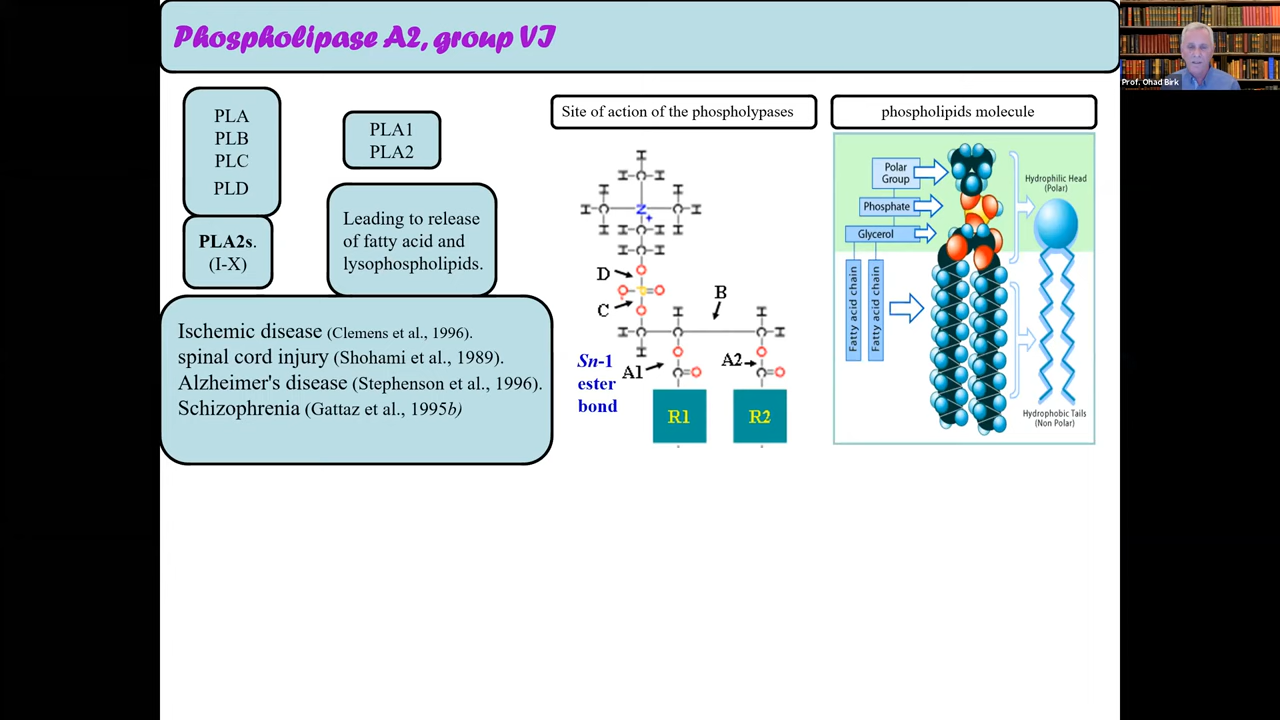 Phospholipase A2, group VI
Prof. Ohad Birk
PLA
PLB
PLC
PLD
PLA2s.
(I-X)
PLA1
PLA2
Leading to release
of fatty acid and
lysophospholipids.
Ischemic disease (Clemens et al., 1996).
spinal cord injury (Shohami et al., 1989).
Alzheimer's disease (Stephenson et al., 1996).
Schizophrenia (Gattaz et al., 1995b)
Site of action of the phospholypases
H
H C H
H H
H C N C H
+
H H H H
H C H
O
D
O P O
C
O
B
H H
H C C C H
H
O O
Sn-1
ester
bond
A1
A2
C O
C O
R1
R2
phospholipids molecule
Polar
Group
Phosphate
Glycerol
Fatty acid chain
Fatty acid chain
Hydrophilic Head
(Polar)
Hydrophobic Tails
(Non Polar)